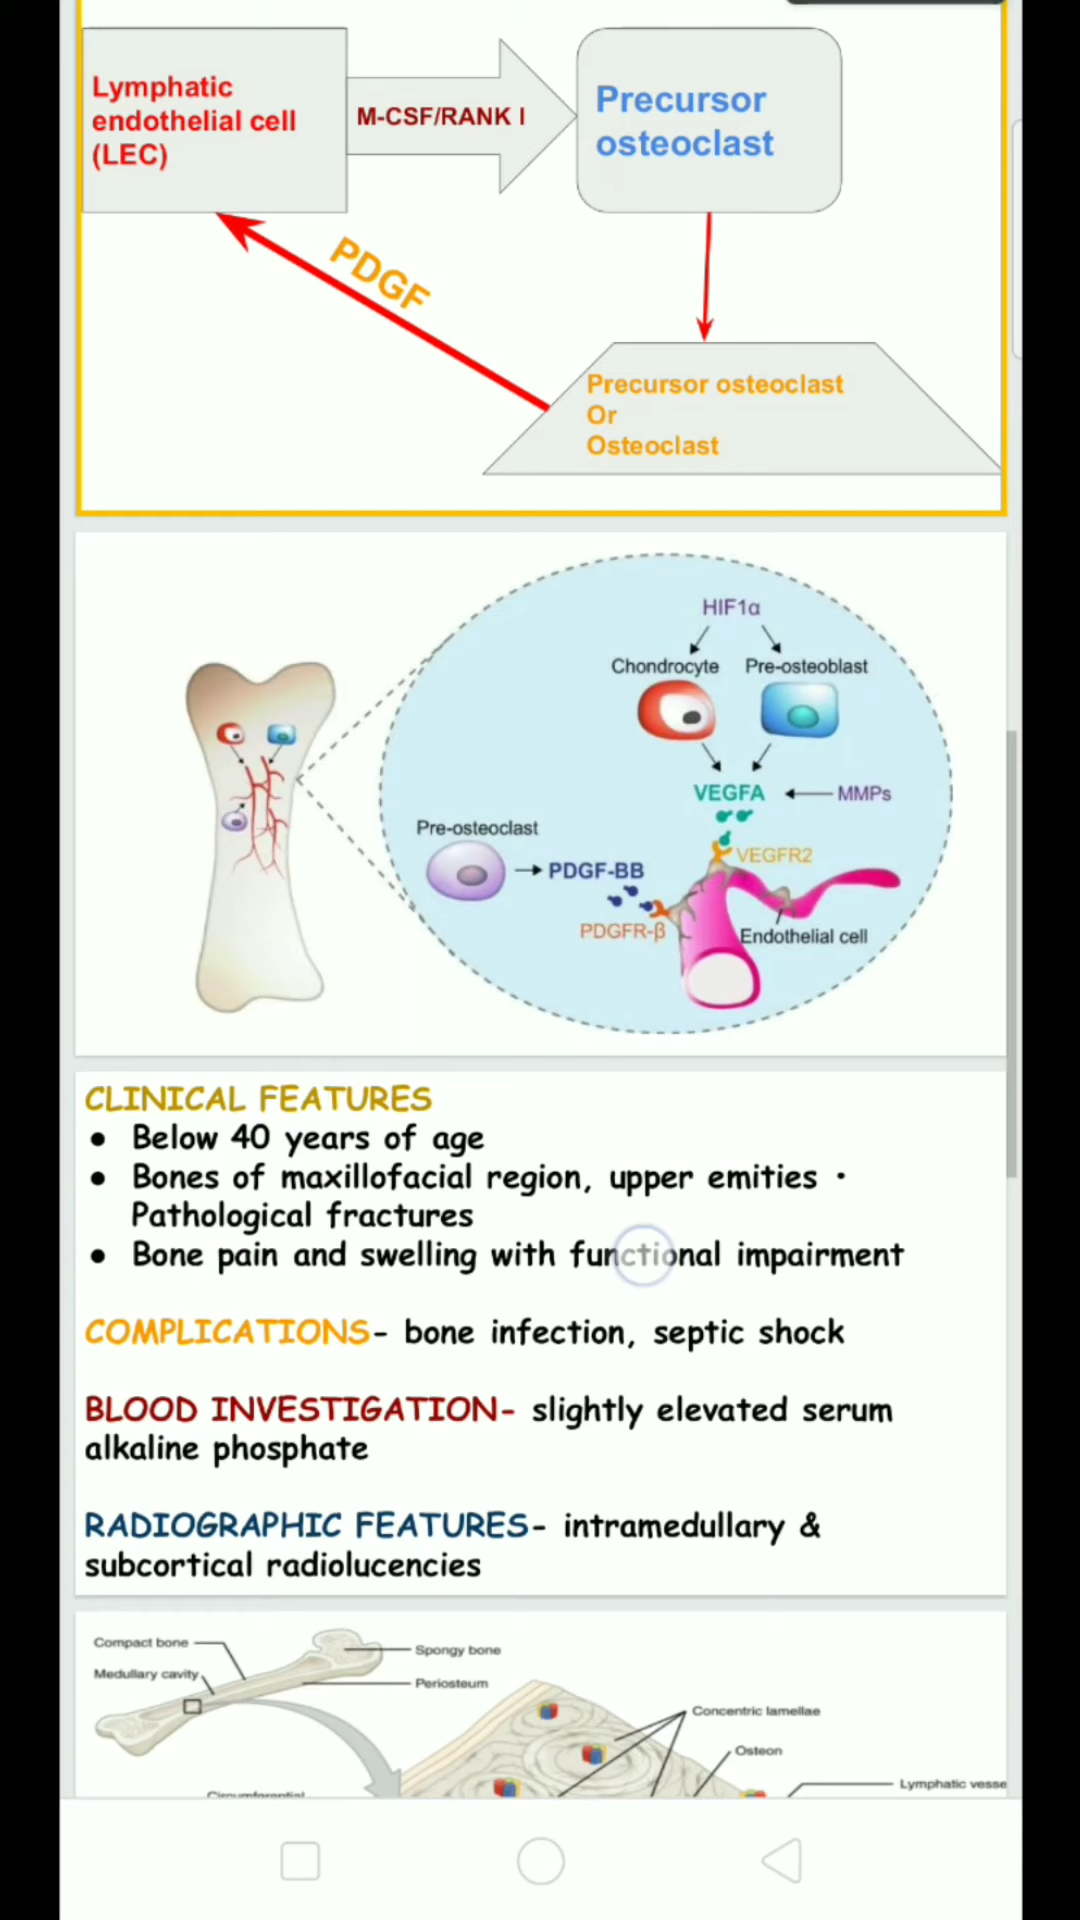 Lymphatic
endothelial cell
(LEC)
M-CSF/RANK l
Precursor
osteoclast
PDGF
Precursor osteoclast
Or
Osteoclast
HIF1α
Chondrocyte
Pre-osteoblast
VEGFA
MMPs
Pre-osteoclast
VEGFR2
PDGF-BB
PDGFR-β
Endothelial cell
CLINICAL FEATURES
● Below 40 years of age
● Bones of maxillofacial region, upper emities •
Pathological fractures
● Bone pain and swelling with functional impairment
COMPLICATIONS- bone infection, septic shock
BLOOD INVESTIGATION- slightly elevated serum
alkaline phosphate
RADIOGRAPHIC FEATURES- intramedullary &
subcortical radiolucencies
Compact bone
Spongy bone
Medullary cavity
Periosteum
Concentric lamellae
Osteon
Lymphatic vesse